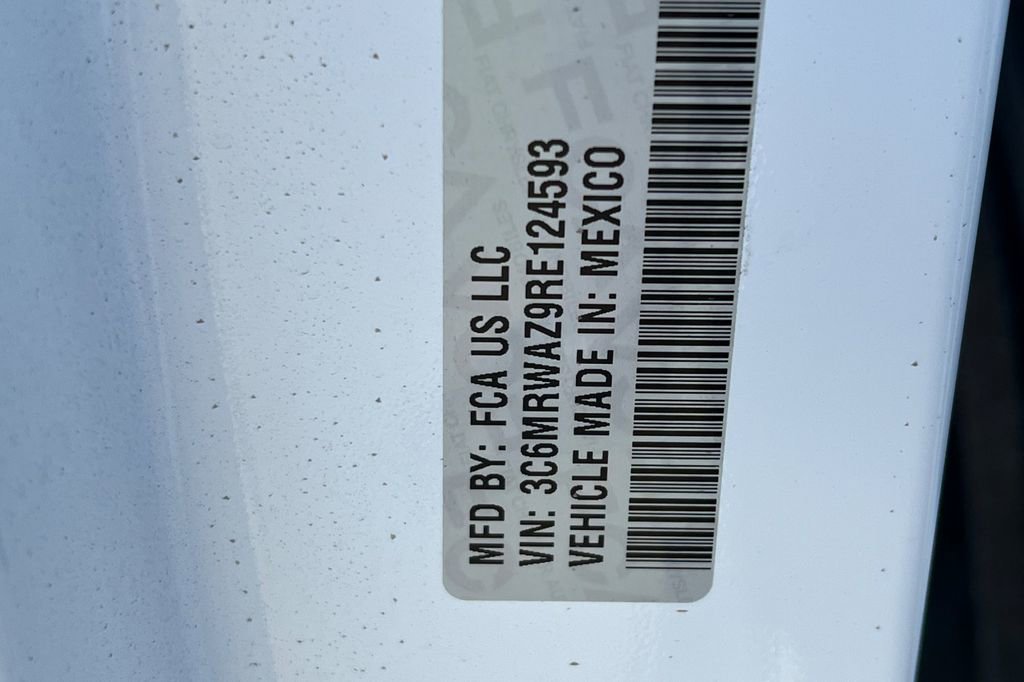 MFD BY: FCA US LLC
VIN: 3C6MRWAZ9RE124593
VEHICLE MADE IN: MEXICO